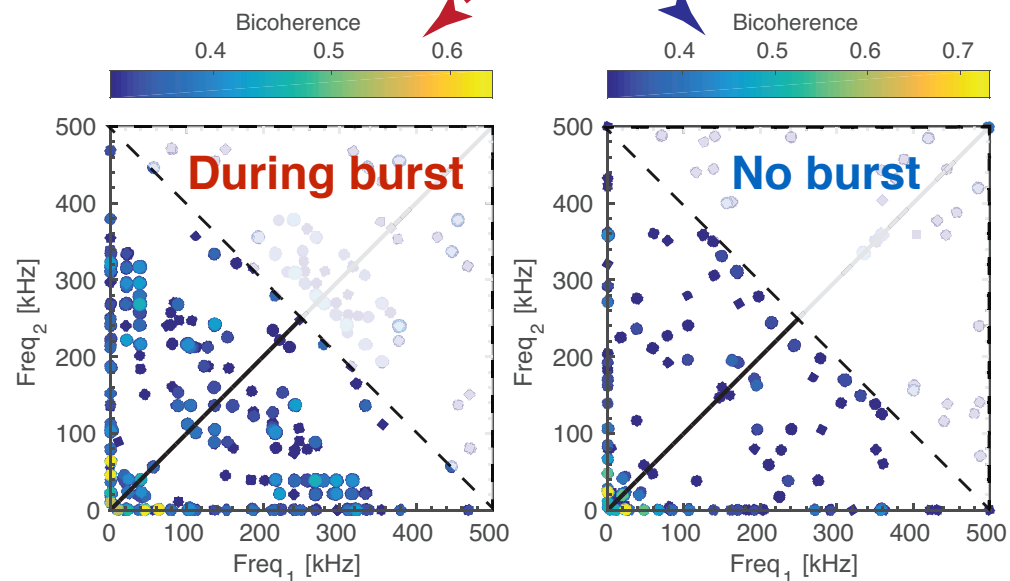 Bicoherence
0.4 0.5 0.6
During burst
500
400
300
200
100
0
Freq2 [kHz]
0 100 200 300 400 500
Freq1 [kHz]
Bicoherence
0.4 0.5 0.6 0.7
No burst
500
400
300
200
100
0
Freq2 [kHz]
0 100 200 300 400 500
Freq1 [kHz]